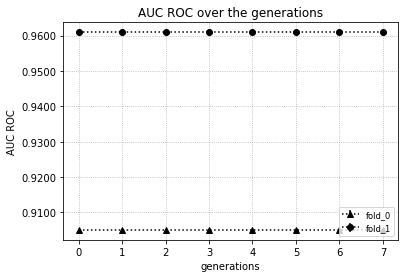 AUC ROC over the generations
0.9600
0.9500
0.9400
0.9300
0.9200
0.9100
AUC ROC
0 1 2 3 4 5 6 7
generations
fold_0
fold_1